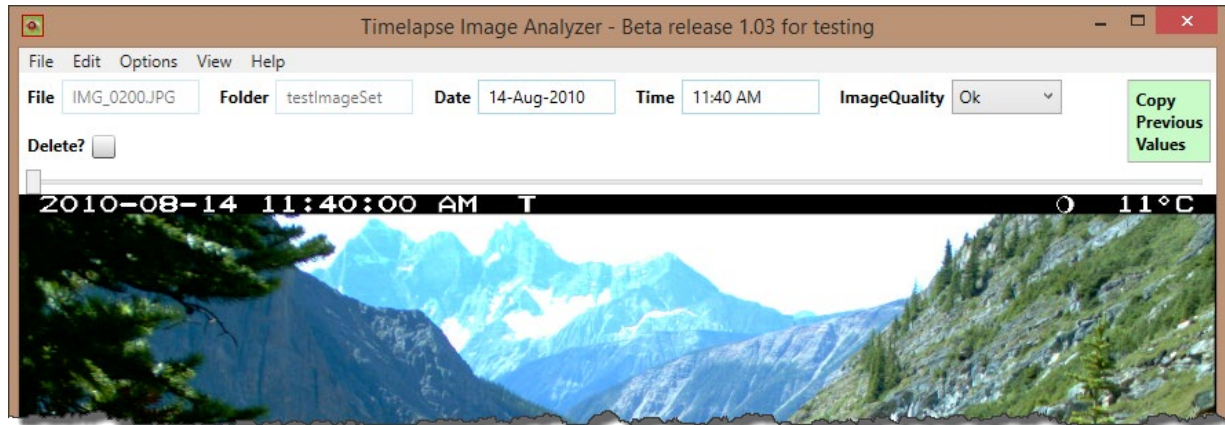 Timelapse Image Analyzer - Beta release 1.03 for testing
File Edit Options View Help
File IMG_0200.JPG Folder testImageSet Date 14-Aug-2010 Time 11:40 AM ImageQuality Ok
Copy
Previous
Values
Delete?
2010-08-14 11:40:00 AM T 11°C